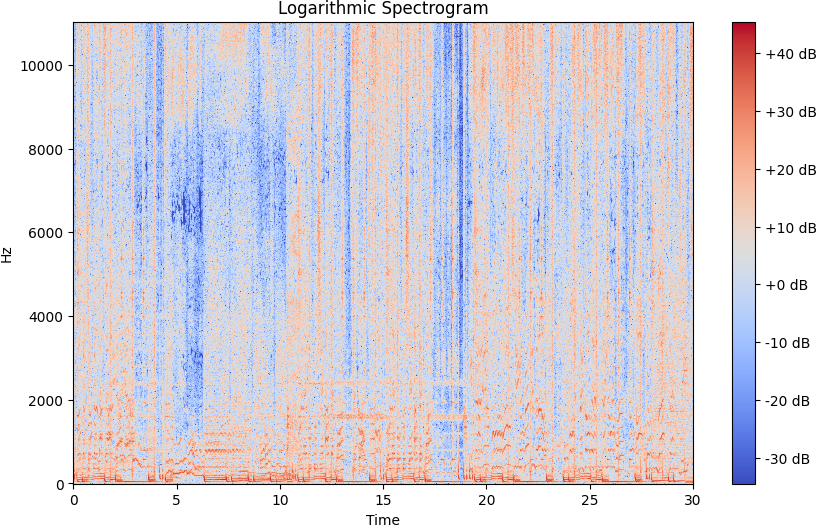 Logarithmic Spectrogram
10000
8000
6000
4000
2000
0
Hz
0 5 10 15 20 25 30
Time
+40 dB
+30 dB
+20 dB
+10 dB
+0 dB
-10 dB
-20 dB
-30 dB